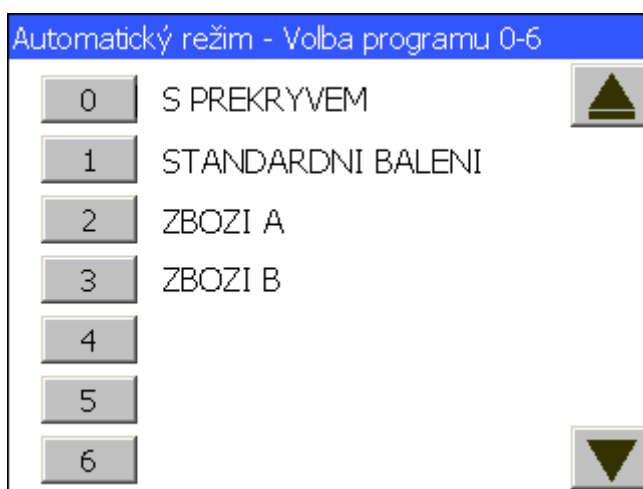 Automatický režim - Volba programu 0-6
0 S PREKRYVEM
1 STANDARDNI BALENI
2 ZBOZI A
3 ZBOZI B
4
5
6